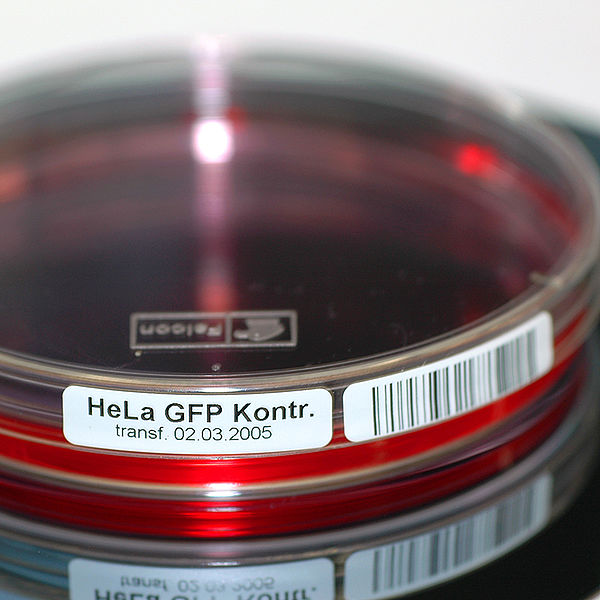 Falcon
HeLa GFP Kontr.
transf. 02.03.2005